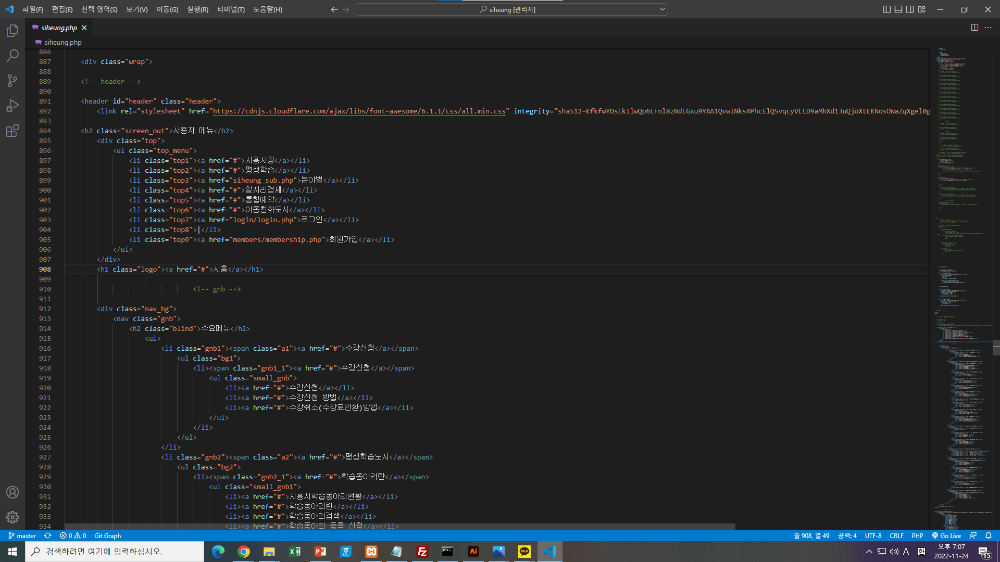 파일(F) 편집(E) 선택 영역(S) 보기(V) 이동(G) 실행(R) 터미널(T) 도움말(H)
siheung [관리자]
siheung.php
siheung.php
886
887 <div class="wrap">
888
889 <!-- header -->
890
891 <header id="header" class="header">
892 <link rel="stylesheet" href="https://cdnjs.cloudflare.com/ajax/libs/font-awesome/6.1.1/css/all.min.css" integrity="sha512-KfkfwYDsLkIlwQp6LFnl8zNdLGxu9YAA1QvwINks4PhcElQSvqcyVLLD9aMhXd13uQjoXtEKNosOWaZqXgel0g
893
894 <h2 class="screen_out">사용자 메뉴</h2>
895 <div class="top">
896 <ul class="top_menu">
897 <li class="top1"><a href="#">시흥시청</a></li>
898 <li class="top2"><a href="#">평생학습</a></li>
899 <li class="top3"><a href="siheung_sub.php">분야별</a></li>
900 <li class="top4"><a href="#">일자리경제</a></li>
901 <li class="top5"><a href="#">통합예약</a></li>
902 <li class="top6"><a href="#">아동친화도시</a></li>
903 <li class="top7"><a href="login/login.php">로그인</a></li>
904 <li class="top8">|</li>
905 <li class="top9"><a href="members/membership.php">회원가입</a></li>
906 </ul>
907 </div>
908 <h1 class="logo"><a href="#">시흥</a></h1>
909
910 <!-- gnb -->
911
912 <div class="nav_bg">
913 <nav class="gnb">
914 <h2 class="blind">주요메뉴</h2>
915 <ul>
916 <li class="gnb1"><span class="a1"><a href="#">수강신청</a></span>
917 <ul class="bg1">
918 <li><span class="gnb1_1"><a href="#">수강신청</a></span>
919 <ul class="small_gnb">
920 <li><a href="#">수강신청</a></li>
921 <li><a href="#">수강신청 방법</a></li>
922 <li><a href="#">수강취소(수강료반환)방법</a></li>
923 </ul>
924 </li>
925 </ul>
926 </li>
927 <li class="gnb2"><span class="a2"><a href="#">평생학습도시</a></span>
928 <ul class="bg2">
929 <li><span class="gnb2_1"><a href="#">학습동아리란</a></span>
930 <ul class="small_gnb1">
931 <li><a href="#">시흥시학습동아리현황</a></li>
932 <li><a href="#">학습동아리란</a></li>
933 <li><a href="#">학습동아리검색</a></li>
934 <li><a href="#">학습동아리 등록 신청</a></li>
master 0 0 Git Graph 줄 908, 열 49 공백: 4 UTF-8 CRLF PHP Go Live
검색하려면 여기에 입력하십시오.
A 오후 7:07
2022-11-24 15